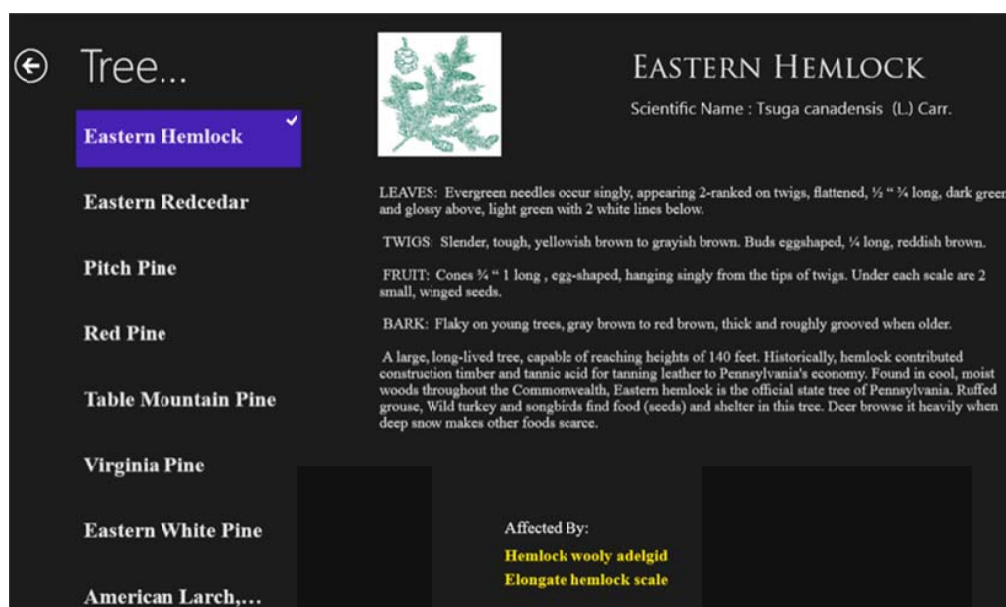 Tree...
Eastern Hemlock
Eastern Redcedar
Pitch Pine
Red Pine
Table Mountain Pine
Virginia Pine
Eastern White Pine
American Larch,...
EASTERN HEMLOCK
Scientific Name : Tsuga canadensis (L.) Carr.
LEAVES: Evergreen needles occur singly, appearing 2-ranked on twigs, flattened, ½ “ ¾ long, dark green
and glossy above, light green with 2 white lines below.
TWIGS: Slender, tough, yellowish brown to grayish brown. Buds eggshaped, ¼ long, reddish brown.
FRUIT: Cones ¾ “ 1 long , egg-shaped, hanging singly from the tips of twigs. Under each scale are 2
small, winged seeds.
BARK: Flaky on young trees, gray brown to red brown, thick and roughly grooved when older.
A large, long-lived tree, capable of reaching heights of 140 feet. Historically, hemlock contributed
construction timber and tannic acid for tanning leather to Pennsylvania's economy. Found in cool, moist
woods throughout the Commonwealth, Eastern hemlock is the official state tree of Pennsylvania. Ruffed
grouse, Wild turkey and songbirds find food (seeds) and shelter in this tree. Deer browse it heavily when
deep snow makes other foods scarce.
Affected By:
Hemlock wooly adelgid
Elongate hemlock scale